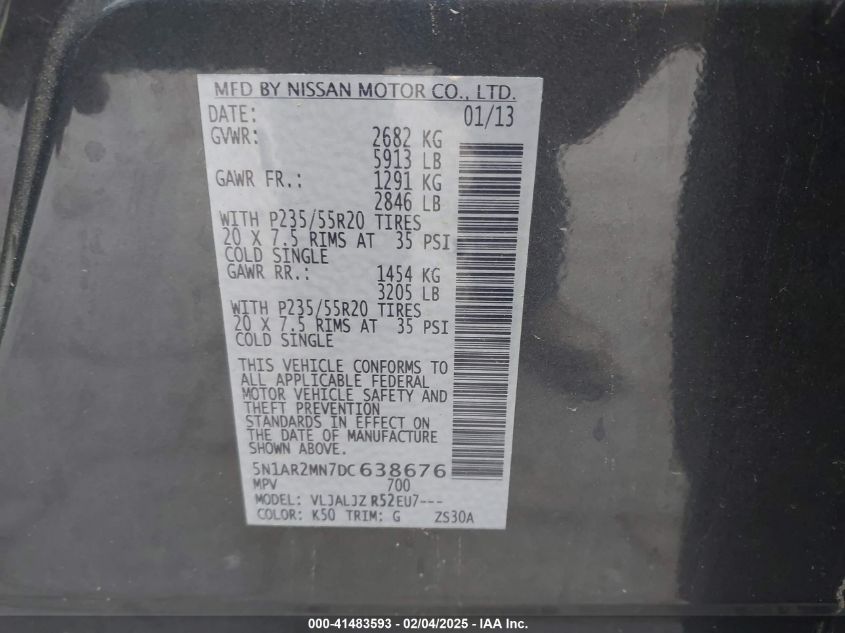 MFD BY NISSAN MOTOR CO., LTD.
DATE: 01/13
GVWR: 2682 KG
5913 LB
GAWR FR.: 1291 KG
2846 LB
WITH P235/55R20 TIRES
20 X 7.5 RIMS AT 35 PSI
COLD SINGLE
GAWR RR.: 1454 KG
3205 LB
WITH P235/55R20 TIRES
20 X 7.5 RIMS AT 35 PSI
COLD SINGLE
THIS VEHICLE CONFORMS TO
ALL APPLICABLE FEDERAL
MOTOR VEHICLE SAFETY AND
THEFT PREVENTION
STANDARDS IN EFFECT ON
THE DATE OF MANUFACTURE
SHOWN ABOVE.
5N1AR2MN7DC638676
MPV 700
MODEL: VLJALJZ R52EU7---
COLOR: K50 TRIM: G ZS30A
000-41483593 - 02/04/2025 - IAA Inc.